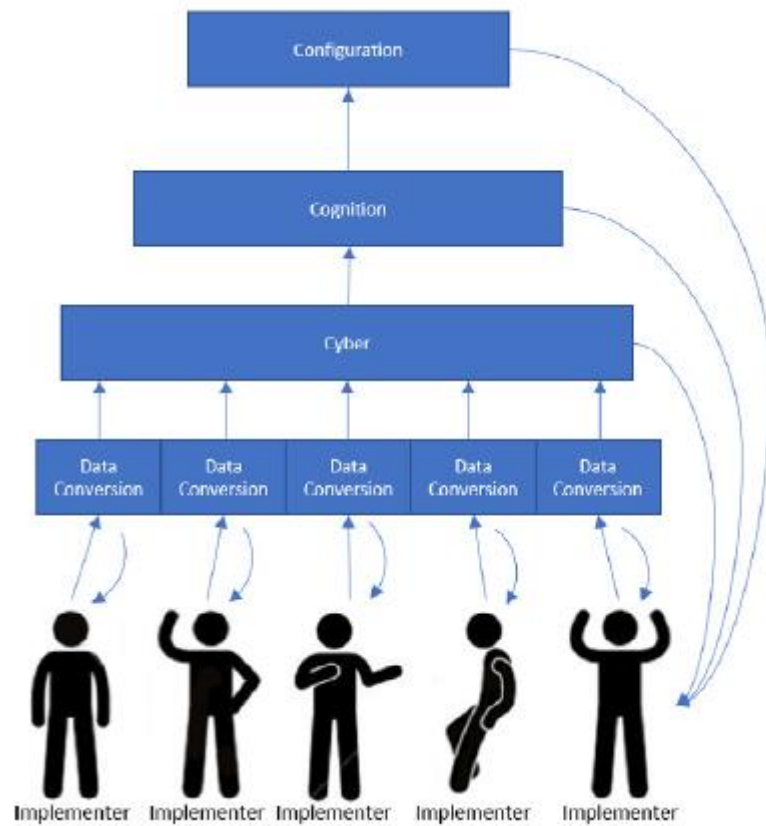 Configuration
Cognition
Cyber
Data Data Data Data Data
Conversion Conversion Conversion Conversion Conversion
Implementer Implementer Implementer Implementer Implementer